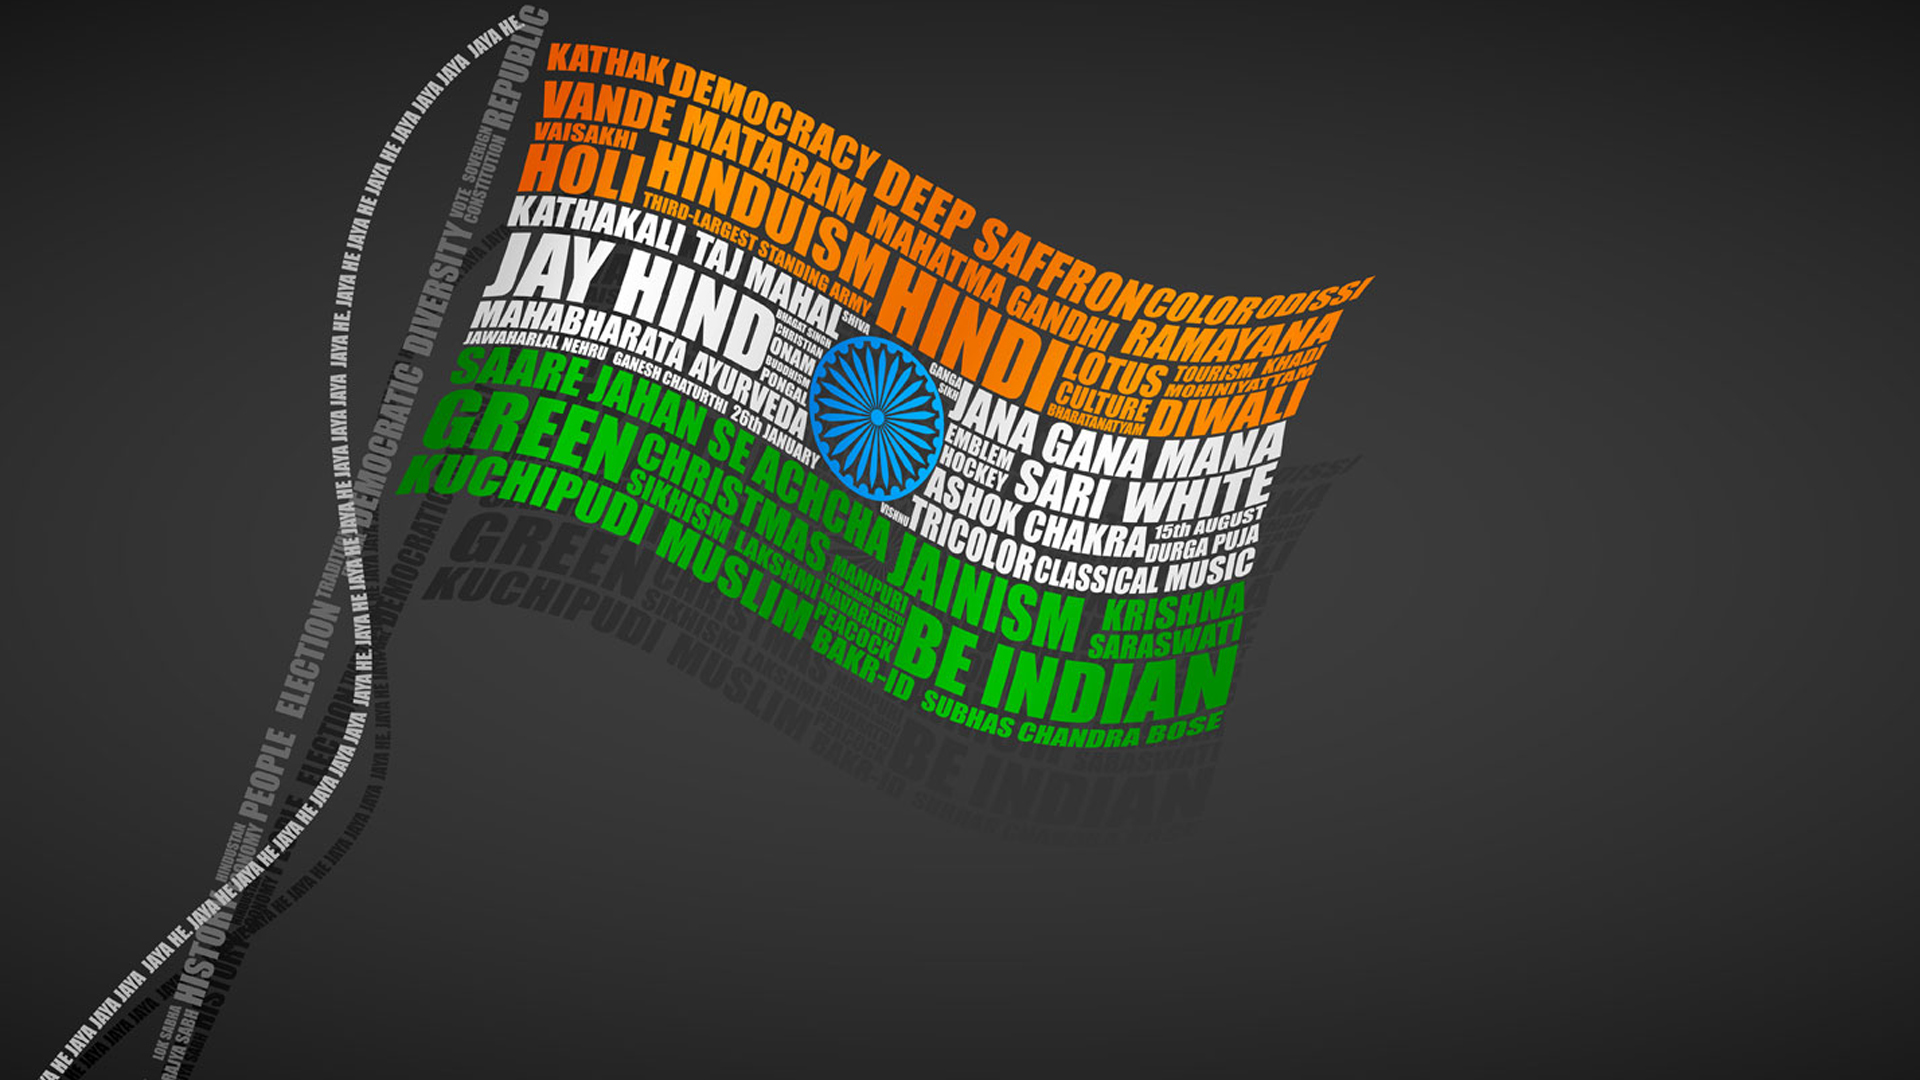 JAYA HE JAYA HE JAYA HE. JAYA HE JAYA JAYA JAYA JAYA HE.
REPUBLIC
SOVERIGN
CONSTITUTION
VOTE
DIVERSITY
DEMOCRATIC
ELECTION
PEOPLE
HINDUSTAN
HISTORY
LOK SABHA
RAJYA SABH
KATHAK DEMOCRACY DEEP SAFFRON COLOR ODISSI
VANDE MATARAM MAHATMA GANDHI RAMAYANA
VAISAKHI
HOLI HINDUISM HINDI LOTUS TOURISM KHADI
MOHINIYATTAM
THIRD-LARGEST STANDING ARMY
CULTURE DIWALI
BHARATANATYAM
KATHAKALI TAJ MAHAL SHIVA
JAY HIND
BHAGAT SINGH
CHRISTIAN
ONAM
BUDDHISM
PONGAL
MAHABHARATA AYURVEDA
JAWAHARLAL NEHRU GANESH CHATURTHI 26th JANUARY
GANGA
SIKH
JANA GANA MANA
EMBLEM
HOCKEY
SARI WHITE
ASHOK CHAKRA 15th AUGUST
DURGA PUJA
VISHNU
TRICOLOR CLASSICAL MUSIC
SAARE JAHAN SE ACHCHA JAINISM KRISHNA
SARASWATI
GREEN CHRISTMAS MANIPURI
SIKHISM LAKSHMI NAVARATRI
PEACOCK
BE INDIAN
KUCHIPUDI MUSLIM BAKR-ID SUBHAS CHANDRA BOSE